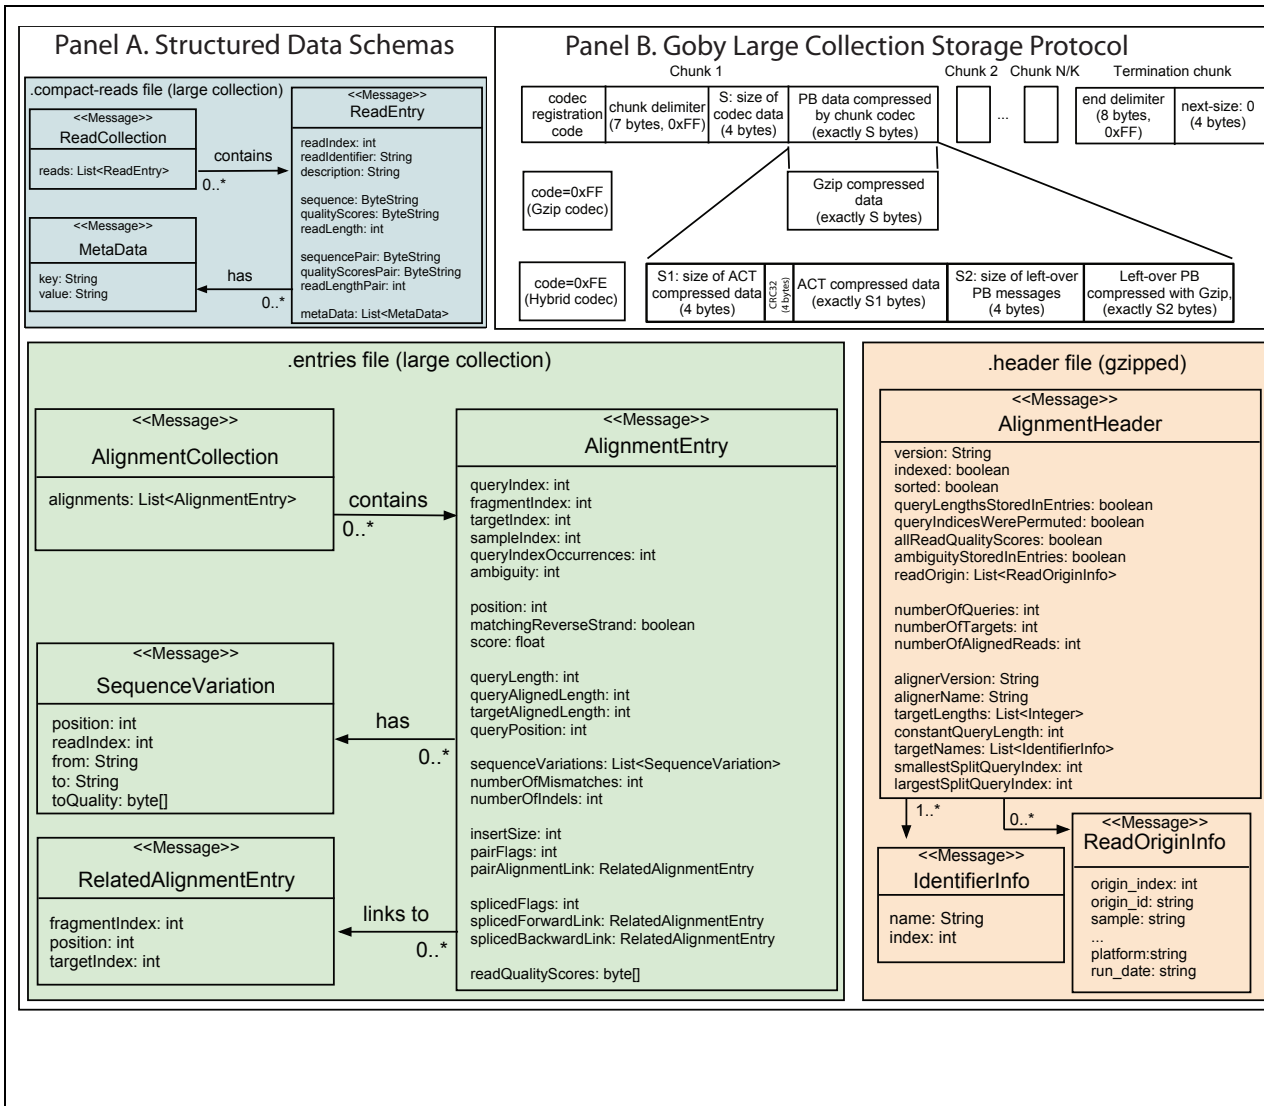 Panel A. Structured Data Schemas
.compact-reads file (large collection)
<<Message>>
ReadCollection
reads: List<ReadEntry>
contains
0..*
<<Message>>
ReadEntry
readIndex: int
readIdentifier: String
description: String
sequence: ByteString
qualityScores: ByteString
readLength: int
sequencePair: ByteString
qualityScoresPair: ByteString
readLengthPair: int
metaData: List<MetaData>
<<Message>>
MetaData
key: String
value: String
has
0..*
Panel B. Goby Large Collection Storage Protocol
Chunk 1
Chunk 2
Chunk N/K
Termination chunk
codec
registration
code
chunk delimiter
(7 bytes, 0xFF)
S: size of
codec data
(4 bytes)
PB data compressed
by chunk codec
(exactly S bytes)
...
end delimiter
(8 bytes,
0xFF)
next-size: 0
(4 bytes)
code=0xFF
(Gzip codec)
Gzip compressed
data
(exactly S bytes)
code=0xFE
(Hybrid codec)
S1: size of ACT
compressed data
(4 bytes)
CRC32
(4 bytes)
ACT compressed data
(exactly S1 bytes)
S2: size of left-over
PB messages
(4 bytes)
Left-over PB
compressed with Gzip,
(exactly S2 bytes)
.entries file (large collection)
<<Message>>
AlignmentCollection
alignments: List<AlignmentEntry>
contains
0..*
<<Message>>
AlignmentEntry
queryIndex: int
fragmentIndex: int
targetIndex: int
sampleIndex: int
queryIndexOccurrences: int
ambiguity: int
position: int
matchingReverseStrand: boolean
score: float
queryLength: int
queryAlignedLength: int
targetAlignedLength: int
queryPosition: int
sequenceVariations: List<SequenceVariation>
numberOfMismatches: int
numberOfIndels: int
insertSize: int
pairFlags: int
pairAlignmentLink: RelatedAlignmentEntry
splicedFlags: int
splicedForwardLink: RelatedAlignmentEntry
splicedBackwardLink: RelatedAlignmentEntry
readQualityScores: byte[]
<<Message>>
SequenceVariation
position: int
readIndex: int
from: String
to: String
toQuality: byte[]
has
0..*
<<Message>>
RelatedAlignmentEntry
fragmentIndex: int
position: int
targetIndex: int
links to
0..*
.header file (gzipped)
<<Message>>
AlignmentHeader
version: String
indexed: boolean
sorted: boolean
queryLengthsStoredInEntries: boolean
queryIndicesWerePermuted: boolean
allReadQualityScores: boolean
ambiguityStoredInEntries: boolean
readOrigin: List<ReadOriginInfo>
numberOfQueries: int
numberOfTargets: int
numberOfAlignedReads: int
alignerVersion: String
alignerName: String
targetLengths: List<Integer>
constantQueryLength: int
targetNames: List<IdentifierInfo>
smallestSplitQueryIndex: int
largestSplitQueryIndex: int
1..*
0..*
<<Message>>
IdentifierInfo
name: String
index: int
<<Message>>
ReadOriginInfo
origin_index: int
origin_id: string
sample: string
...
platform:string
run_date: string